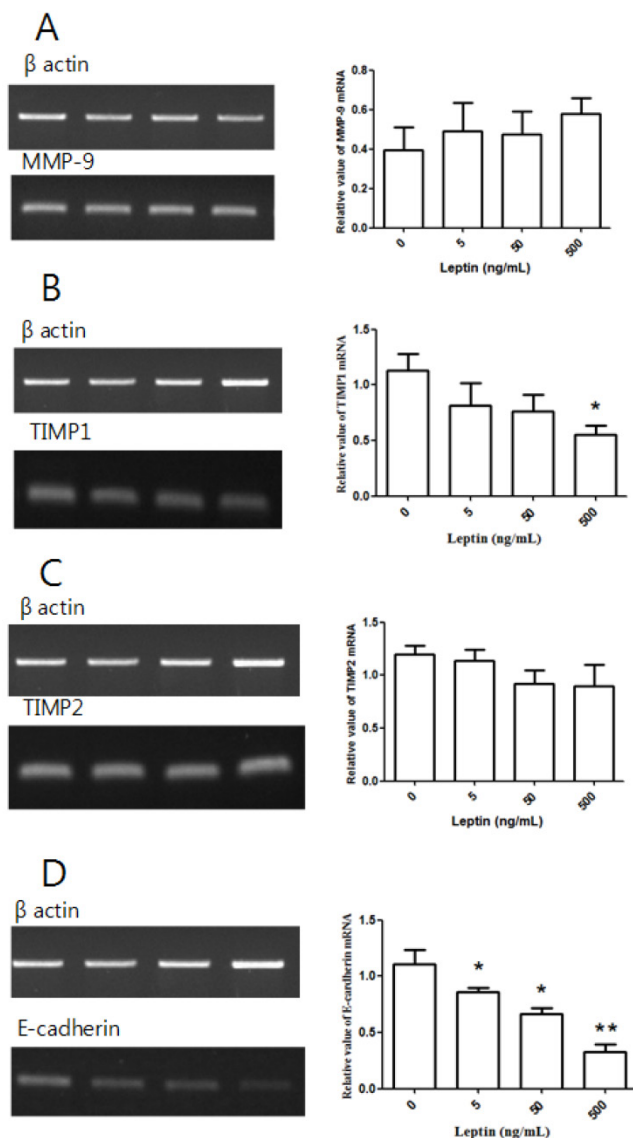 A
β actin
MMP-9
Relative value of MMP-9 mRNA
0.8
0.6
0.4
0.2
0.0
0 5 50 500
Leptin (ng/mL)
B
β actin
TIMP1
Relative value of TIMP1 mRNA
1.5
1.0
0.5
0.0
*
0 5 50 500
Leptin (ng/mL)
C
β actin
TIMP2
Relative value of TIMP2 mRNA
1.5
1.0
0.5
0.0
0 5 50 500
Leptin (ng/mL)
D
β actin
E-cadherin
Relative value of E-cardherin mRNA
1.5
1.0
0.5
0.0
* * **
0 5 50 500
Leptin (ng/mL)